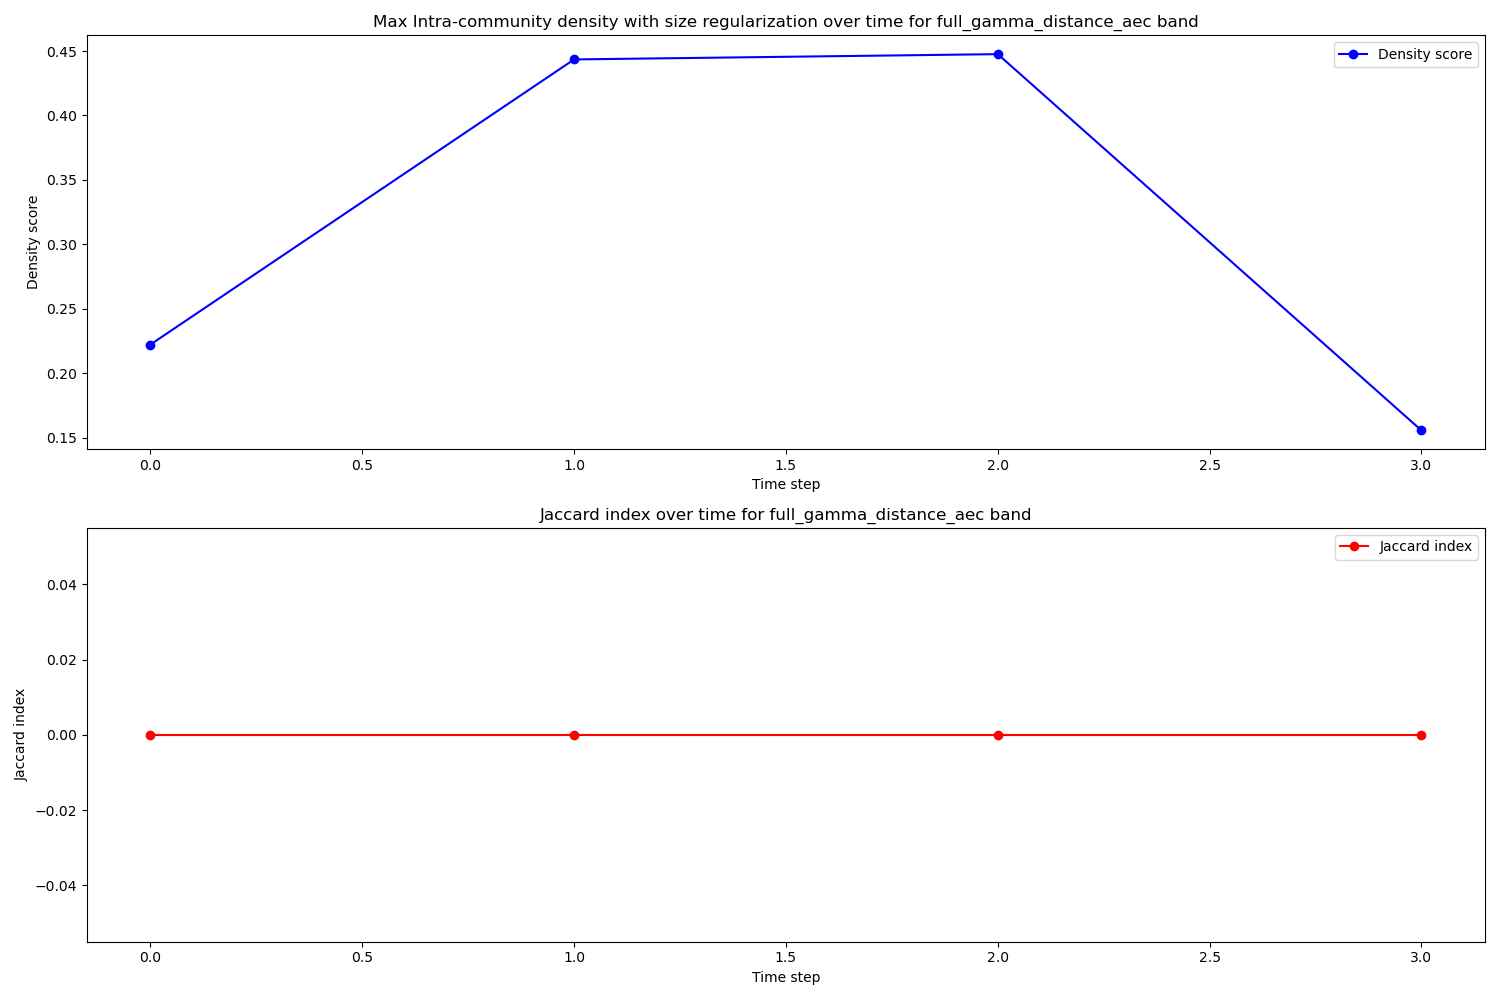 Max Intra-community density with size regularization over time for full_gamma_distance_aec band
Density score
0.45
0.40
0.35
0.30
0.25
0.20
0.15
Density score
0.0 0.5 1.0 1.5 2.0 2.5 3.0
Time step
Jaccard index over time for full_gamma_distance_aec band
Jaccard index
0.04
0.02
0.00
−0.02
−0.04
Jaccard index
0.0 0.5 1.0 1.5 2.0 2.5 3.0
Time step